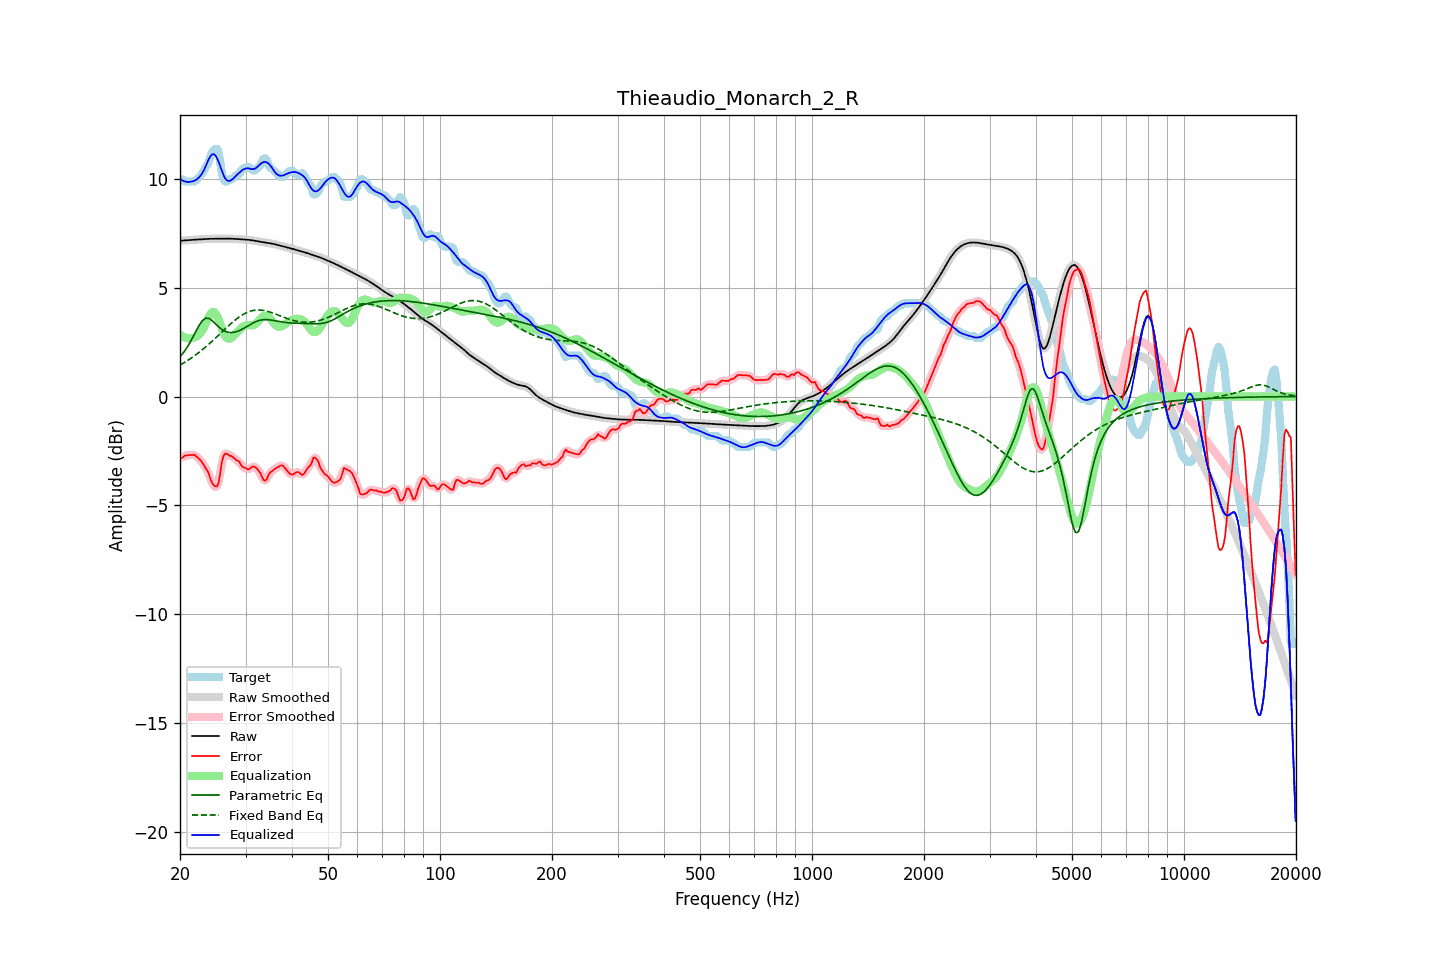 Thieaudio_Monarch_2_R
Amplitude (dBr)
10
5
0
−5
−10
−15
−20
Target
Raw Smoothed
Error Smoothed
Raw
Error
Equalization
Parametric Eq
Fixed Band Eq
Equalized
20
50
100
200
500
1000
2000
5000
10000
20000
Frequency (Hz)